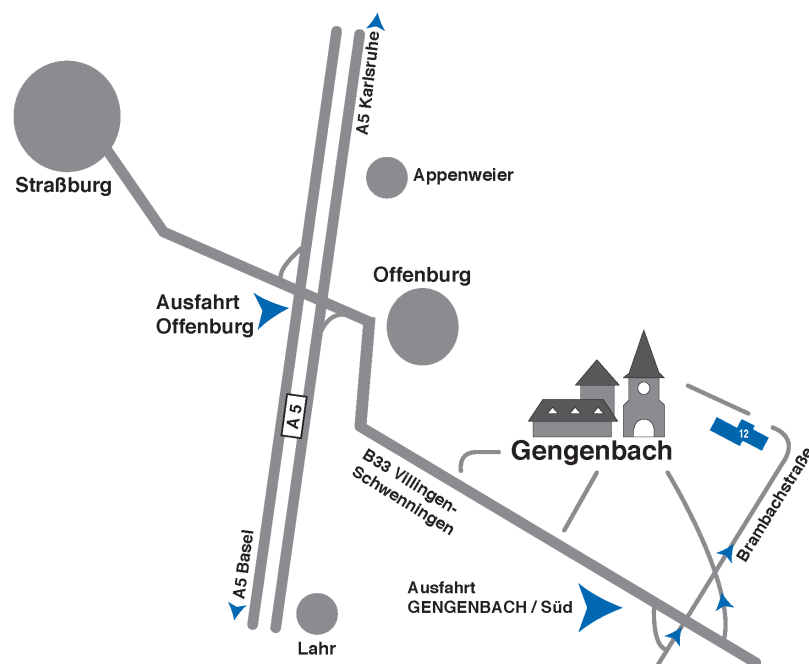 A5 Karlsruhe
Appenweier
Straßburg
Offenburg
Ausfahrt
Offenburg
A 5
12
Gengenbach
B33 Villingen-
Schwenningen
Brambachstraße
A5 Basel
Ausfahrt
GENGENBACH / Süd
Lahr